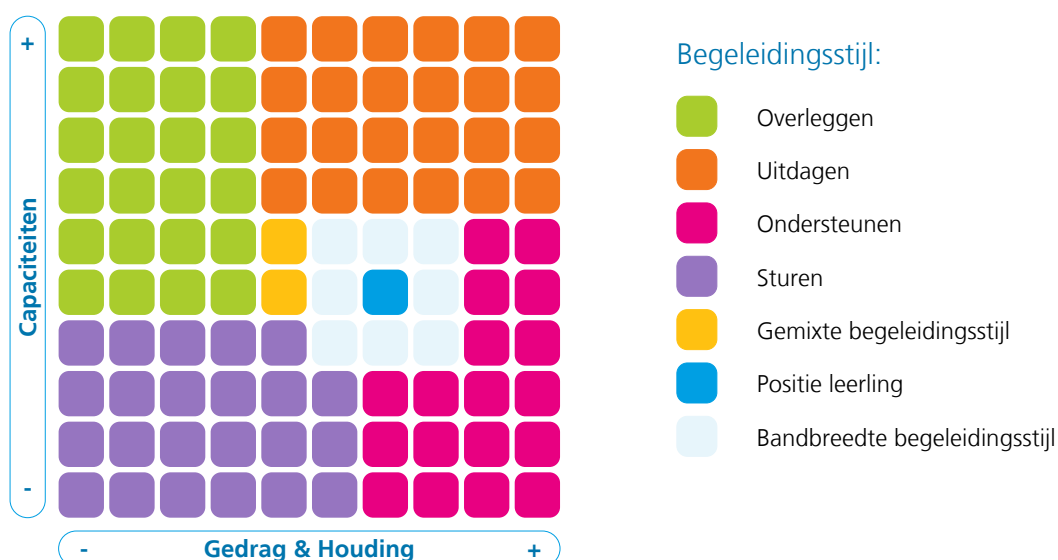 +
Capaciteiten
-
- Gedrag & Houding +
Begeleidingsstijl:
Overleggen
Uitdagen
Ondersteunen
Sturen
Gemixte begeleidingsstijl
Positie leerling
Bandbreedte begeleidingsstijl